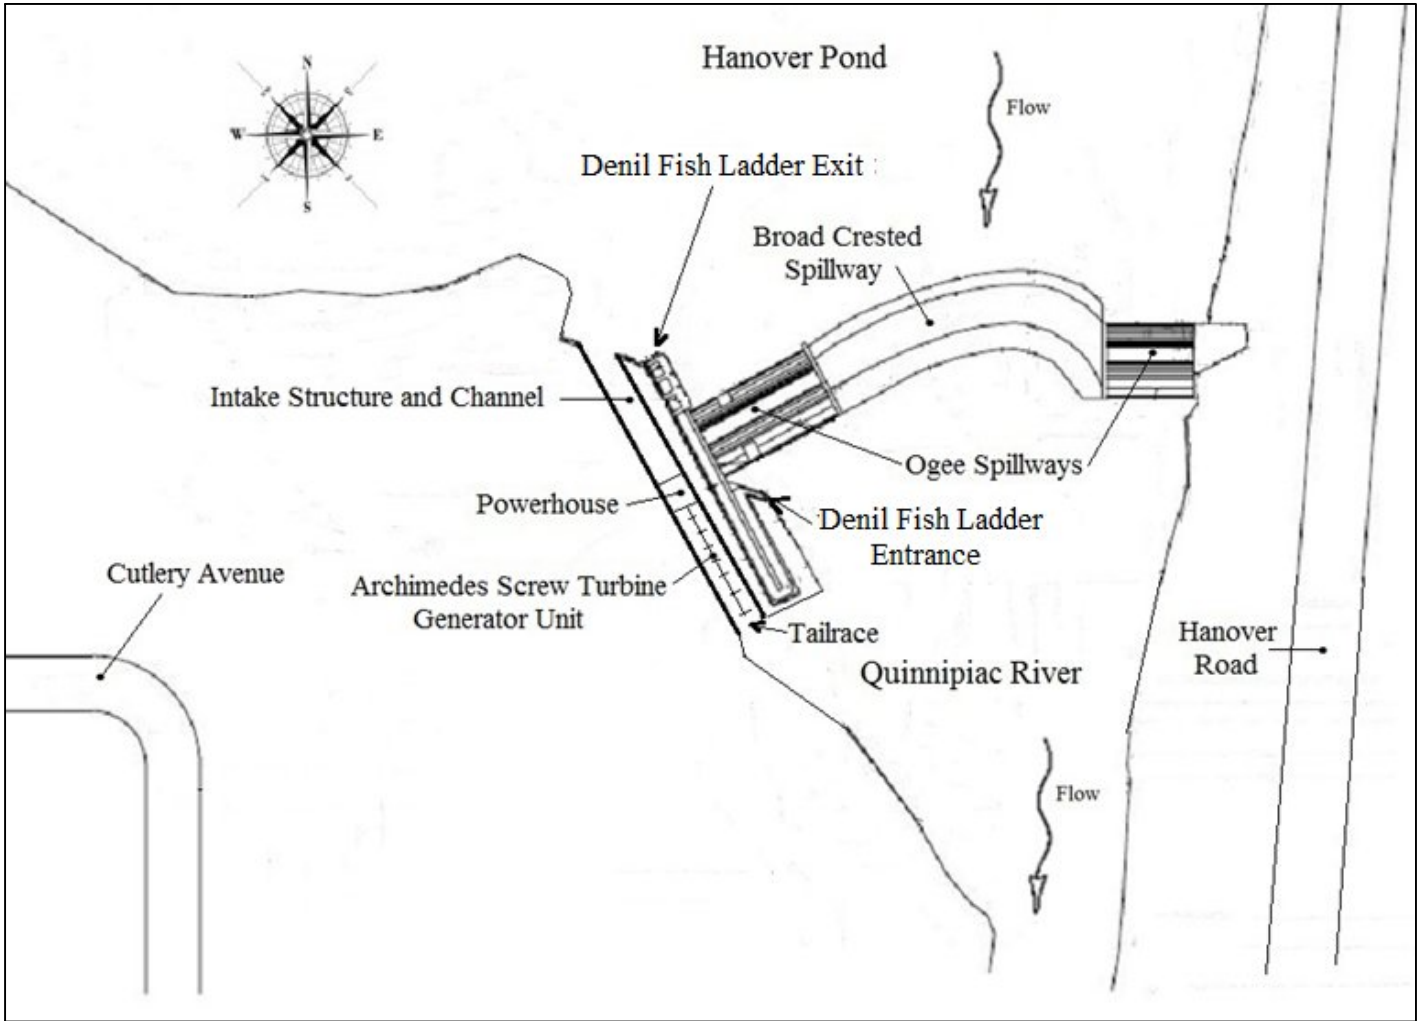 Hanover Pond
N
W
E
S
Flow
Denil Fish Ladder Exit
Broad Crested
Spillway
Intake Structure and Channel
Ogee Spillways
Powerhouse
Denil Fish Ladder
Entrance
Cutlery Avenue
Archimedes Screw Turbine
Generator Unit
Tailrace
Hanover
Road
Quinnipiac River
Flow